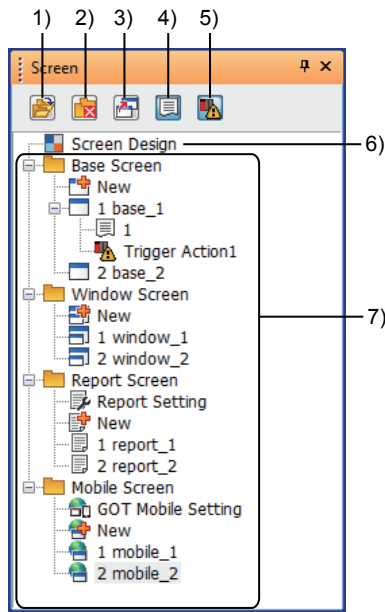 1) 2) 3) 4) 5)
Screen
Screen Design
6)
Base Screen
New
1 base_1
1
Trigger Action1
2 base_2
Window Screen
New
7)
1 window_1
2 window_2
Report Screen
Report Setting
New
1 report_1
2 report_2
Mobile Screen
GOT Mobile Setting
New
1 mobile_1
2 mobile_2